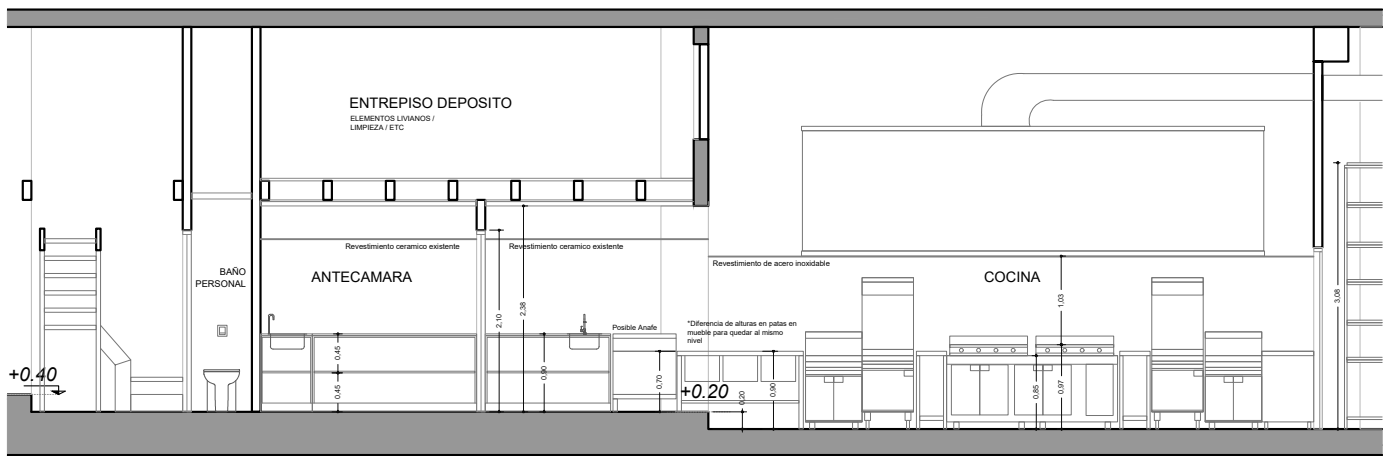 ENTREPISO DEPOSITO
ELEMENTOS LIVIANOS /
LIMPIEZA / ETC
Revestimiento ceramico existente
Revestimiento ceramico existente
Revestimiento de acero inoxidable
BAÑO
PERSONAL
ANTECAMARA
COCINA
1,03
3,08
2,38
2,10
Posible Anafe
*Diferencia de alturas en patas en
mueble para quedar al mismo
nivel
0,45
0,45
0,90
0,70
0,90
0,85
0,97
+0.40
+0.20
0,20